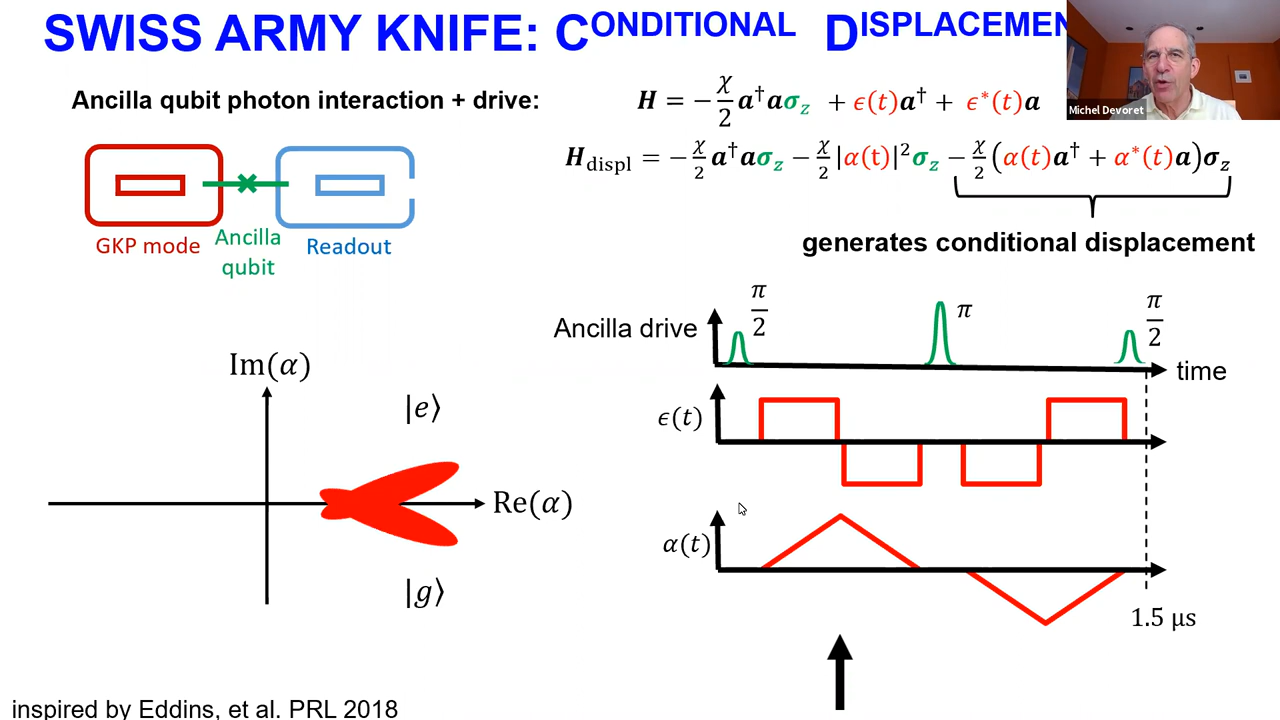 SWISS ARMY KNIFE: CONDITIONAL DISPLACEMEN
Michel Devoret
Ancilla qubit photon interaction + drive:
H = −χ/2 a†aσz + ϵ(t)a† + ϵ*(t)a
Hdispl = −χ/2 a†aσz − χ/2 |α(t)|²σz − χ/2 (α(t)a† + α*(t)a)σz
generates conditional displacement
GKP mode
Ancilla
qubit
Readout
Ancilla drive
π/2
π
π/2
time
ϵ(t)
α(t)
1.5 μs
Im(α)
|e⟩
Re(α)
|g⟩
inspired by Eddins, et al. PRL 2018